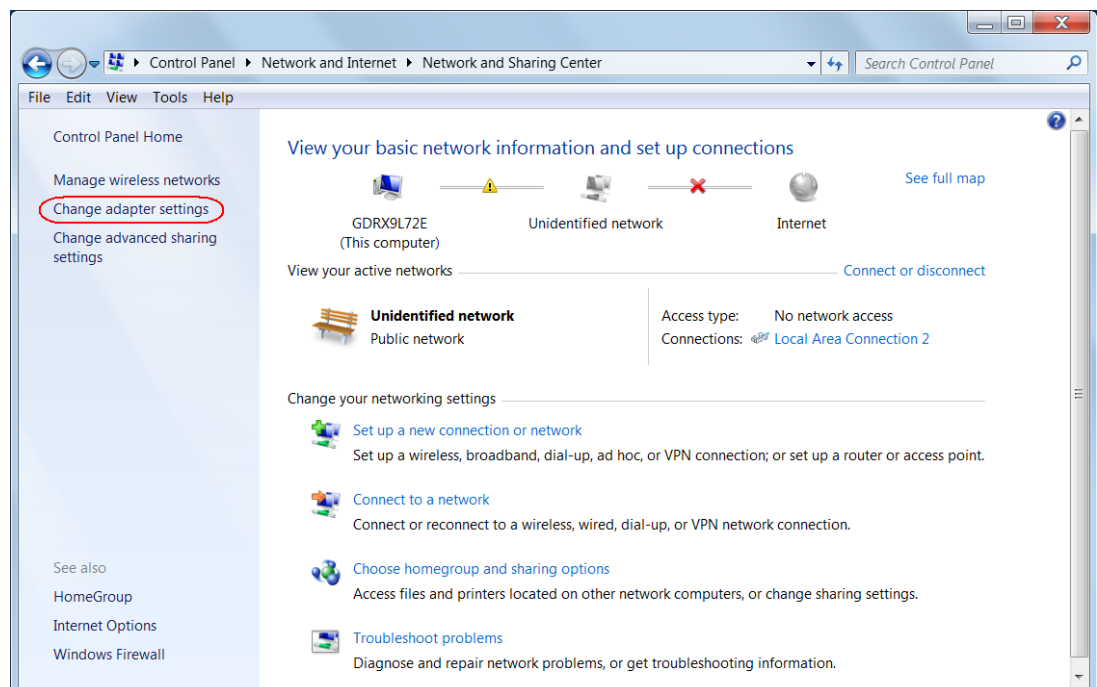 Control Panel Network and Internet Network and Sharing Center Search Control Panel
File Edit View Tools Help
Control Panel Home
Manage wireless networks
Change adapter settings
Change advanced sharing
settings
See also
HomeGroup
Internet Options
Windows Firewall
View your basic network information and set up connections
See full map
GDRX9L72E Unidentified network Internet
(This computer)
View your active networks Connect or disconnect
Unidentified network
Public network
Access type: No network access
Connections: Local Area Connection 2
Change your networking settings
Set up a new connection or network
Set up a wireless, broadband, dial-up, ad hoc, or VPN connection; or set up a router or access point.
Connect to a network
Connect or reconnect to a wireless, wired, dial-up, or VPN network connection.
Choose homegroup and sharing options
Access files and printers located on other network computers, or change sharing settings.
Troubleshoot problems
Diagnose and repair network problems, or get troubleshooting information.